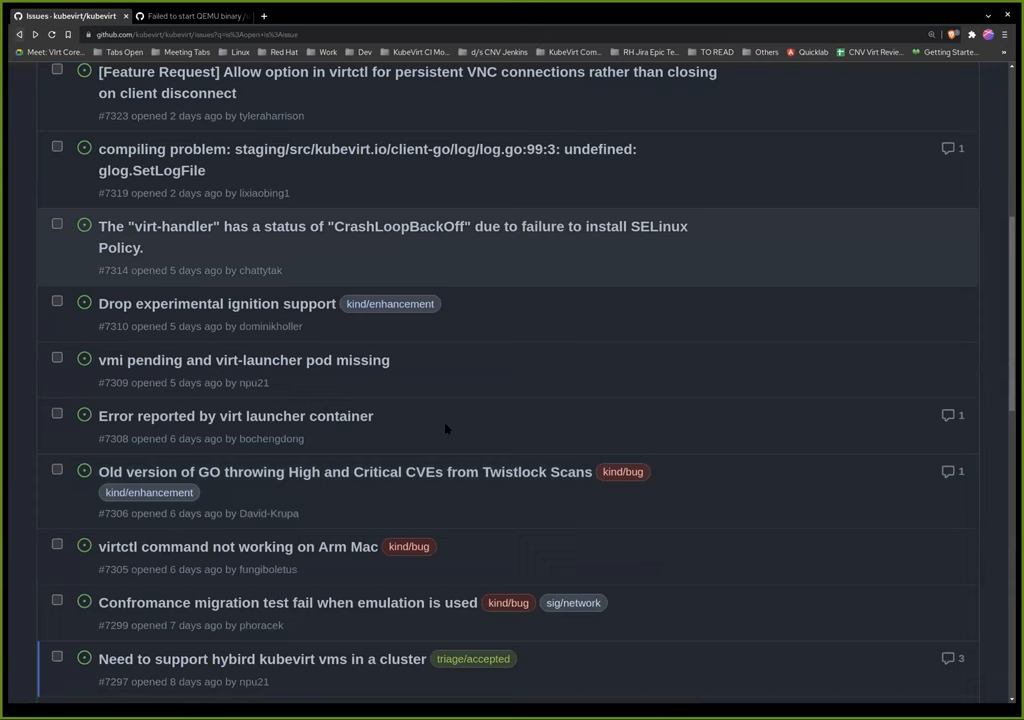 Issues · kubevirt/kubevirt
Failed to start QEMU binary /u
github.com/kubevirt/kubevirt/issues?q=is%3Aopen+is%3Aissue
Meet: Virt Core...
Tabs Open
Meeting Tabs
Linux
Red Hat
Work
Dev
KubeVirt CI Mo...
d/s CNV Jenkins
KubeVirt Com...
RH Jira Epic Te...
TO READ
Others
Quicklab
CNV Virt Revie...
Getting Starte...
»
[Feature Request] Allow option in virtctl for persistent VNC connections rather than closing
on client disconnect
#7323 opened 2 days ago by tyleraharrison
compiling problem: staging/src/kubevirt.io/client-go/log/log.go:99:3: undefined:
1
glog.SetLogFile
#7319 opened 2 days ago by lixiaobing1
The "virt-handler" has a status of "CrashLoopBackOff" due to failure to install SELinux
Policy.
#7314 opened 5 days ago by chattytak
Drop experimental ignition support kind/enhancement
#7310 opened 5 days ago by dominikholler
vmi pending and virt-launcher pod missing
#7309 opened 5 days ago by npu21
Error reported by virt launcher container
1
#7308 opened 6 days ago by bochengdong
Old version of GO throwing High and Critical CVEs from Twistlock Scans kind/bug
1
kind/enhancement
#7306 opened 6 days ago by David-Krupa
virtctl command not working on Arm Mac kind/bug
#7305 opened 6 days ago by fungiboletus
Confromance migration test fail when emulation is used kind/bug sig/network
#7299 opened 7 days ago by phoracek
Need to support hybird kubevirt vms in a cluster triage/accepted
3
#7297 opened 8 days ago by npu21